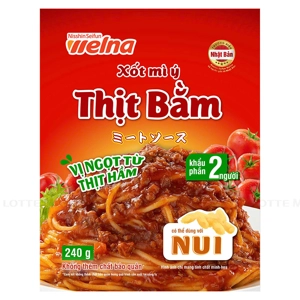 Nisshin Seifun
Welna
Nhật Bản
Xốt mì ý
Thịt Bằm
ミートソース
VỊ NGỌT TỪ
THỊT HẦM
khẩu
phần
2
người
có thể dùng với
NUI
240 g
Không thêm chất bảo quản